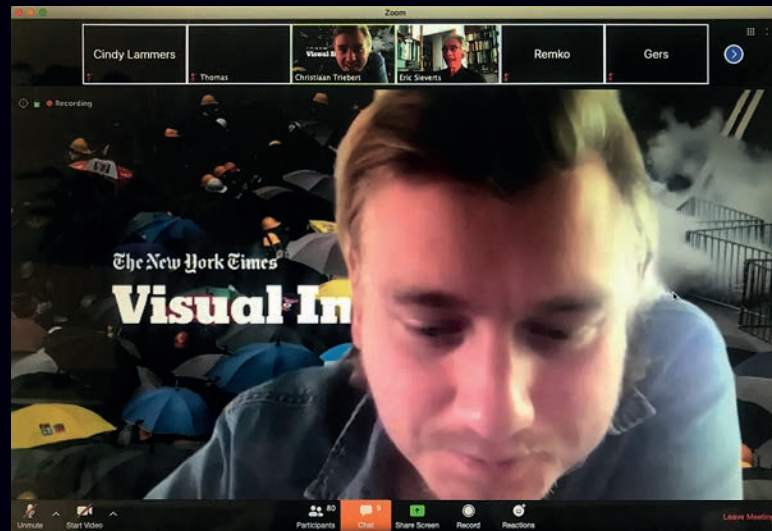 Zoom
Cindy Lammers
Thomas
Christiaan Triebert
Eric Sieverts
Remko
Gers
Recording
The New York Times
Visual In
Unmute
Start Video
Participants
80
Chat
9
Share Screen
Record
Reactions
Leave Meeting